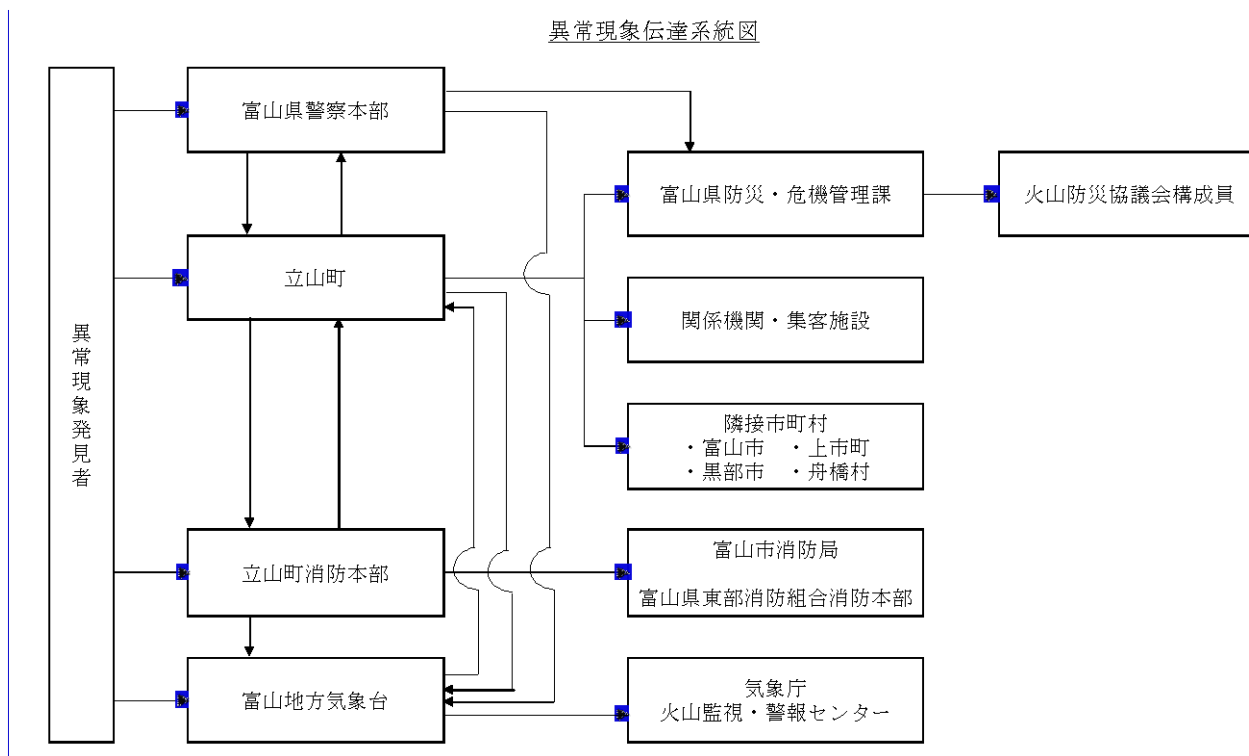 異常現象伝達系統図
異常現象発見者
富山県警察本部
富山県防災・危機管理課
火山防災協議会構成員
立山町
関係機関・集客施設
隣接市町村
・富山市 ・上市町
・黒部市 ・舟橋村
立山町消防本部
富山市消防局
富山県東部消防組合消防本部
富山地方気象台
気象庁
火山監視・警報センター